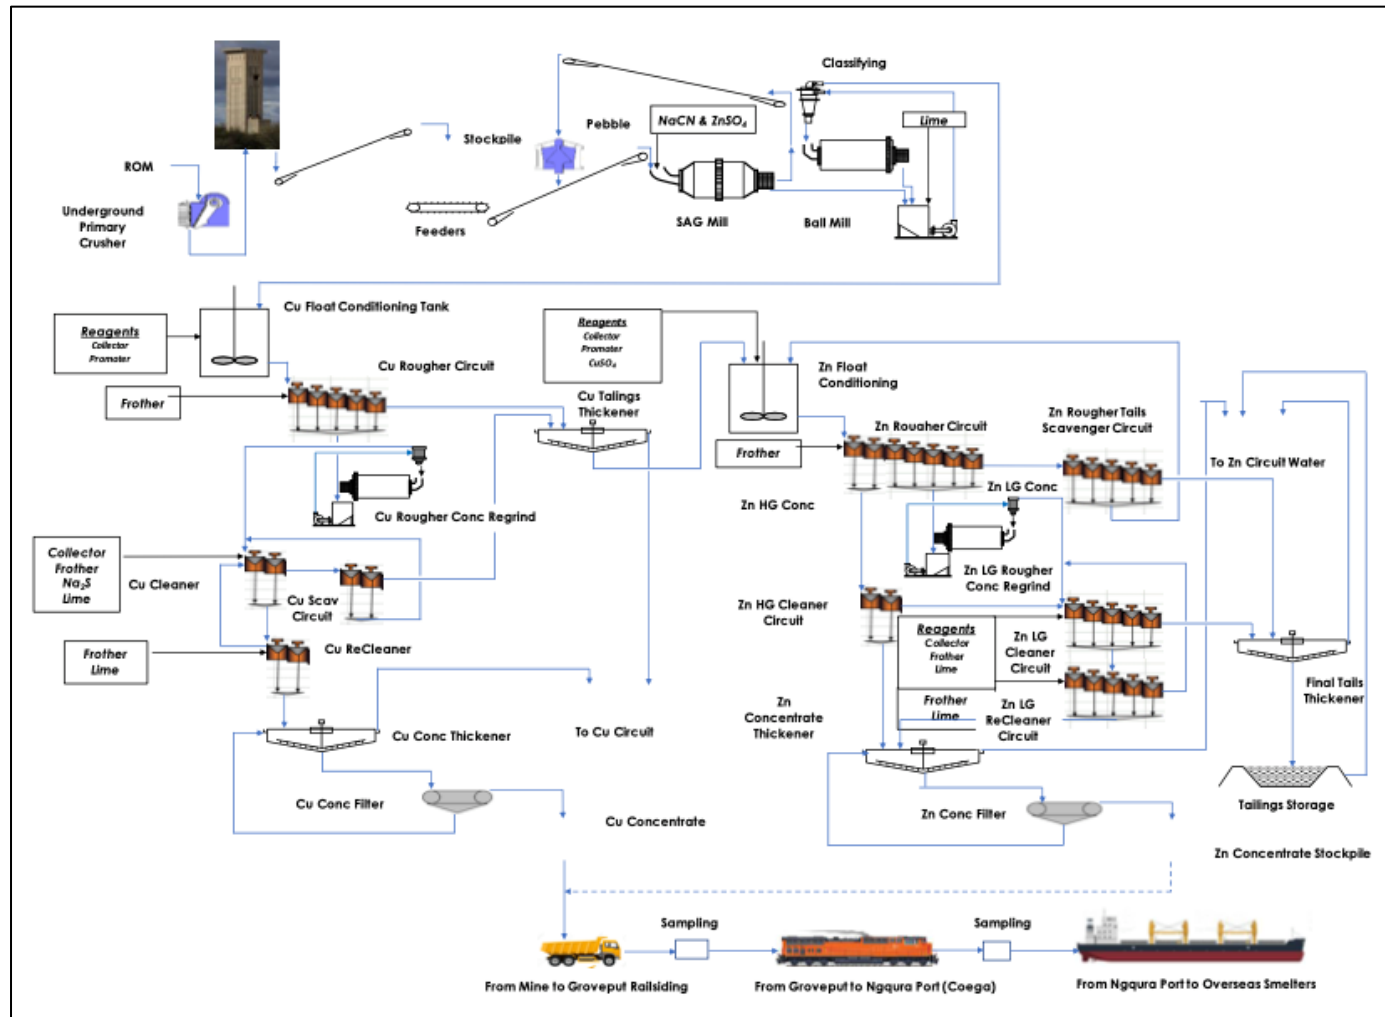 Classifying
NaCN & ZnSO₄
Lime
Stockpile
Pebble
ROM
Underground
Primary
Crusher
Feeders
SAG Mill
Ball Mill
Cu Float Conditioning Tank
Reagents
Collector
Promoter
Reagents
Collector
Promoter
CuSO₄
Cu Rougher Circuit
Frother
Cu Talings
Thickener
Zn Float
Conditioning
Zn Rougher Circuit
Zn Rougher Tails
Scavenger Circuit
Frother
To Zn Circuit Water
Zn HG Conc
Zn LG Conc
Cu Rougher Conc Regrind
Collector
Frother
Na₂S
Lime
Cu Cleaner
Cu Scav
Circuit
Zn LG Rougher
Conc Regrind
Zn HG Cleaner
Circuit
Reagents
Collector
Frother
Lime
Zn LG
Cleaner
Circuit
Frother
Lime
Cu ReCleaner
Frother
Lime
Zn LG
ReCleaner
Circuit
Final Tails
Thickener
Zn
Concentrate
Thickener
Cu Conc Thickener
To Cu Circuit
Cu Conc Filter
Cu Concentrate
Zn Conc Filter
Tailings Storage
Zn Concentrate Stockpile
Sampling
Sampling
From Mine to Groveput Railsiding
From Groveput to Ngqura Port (Coega)
From Ngqura Port to Overseas Smelters